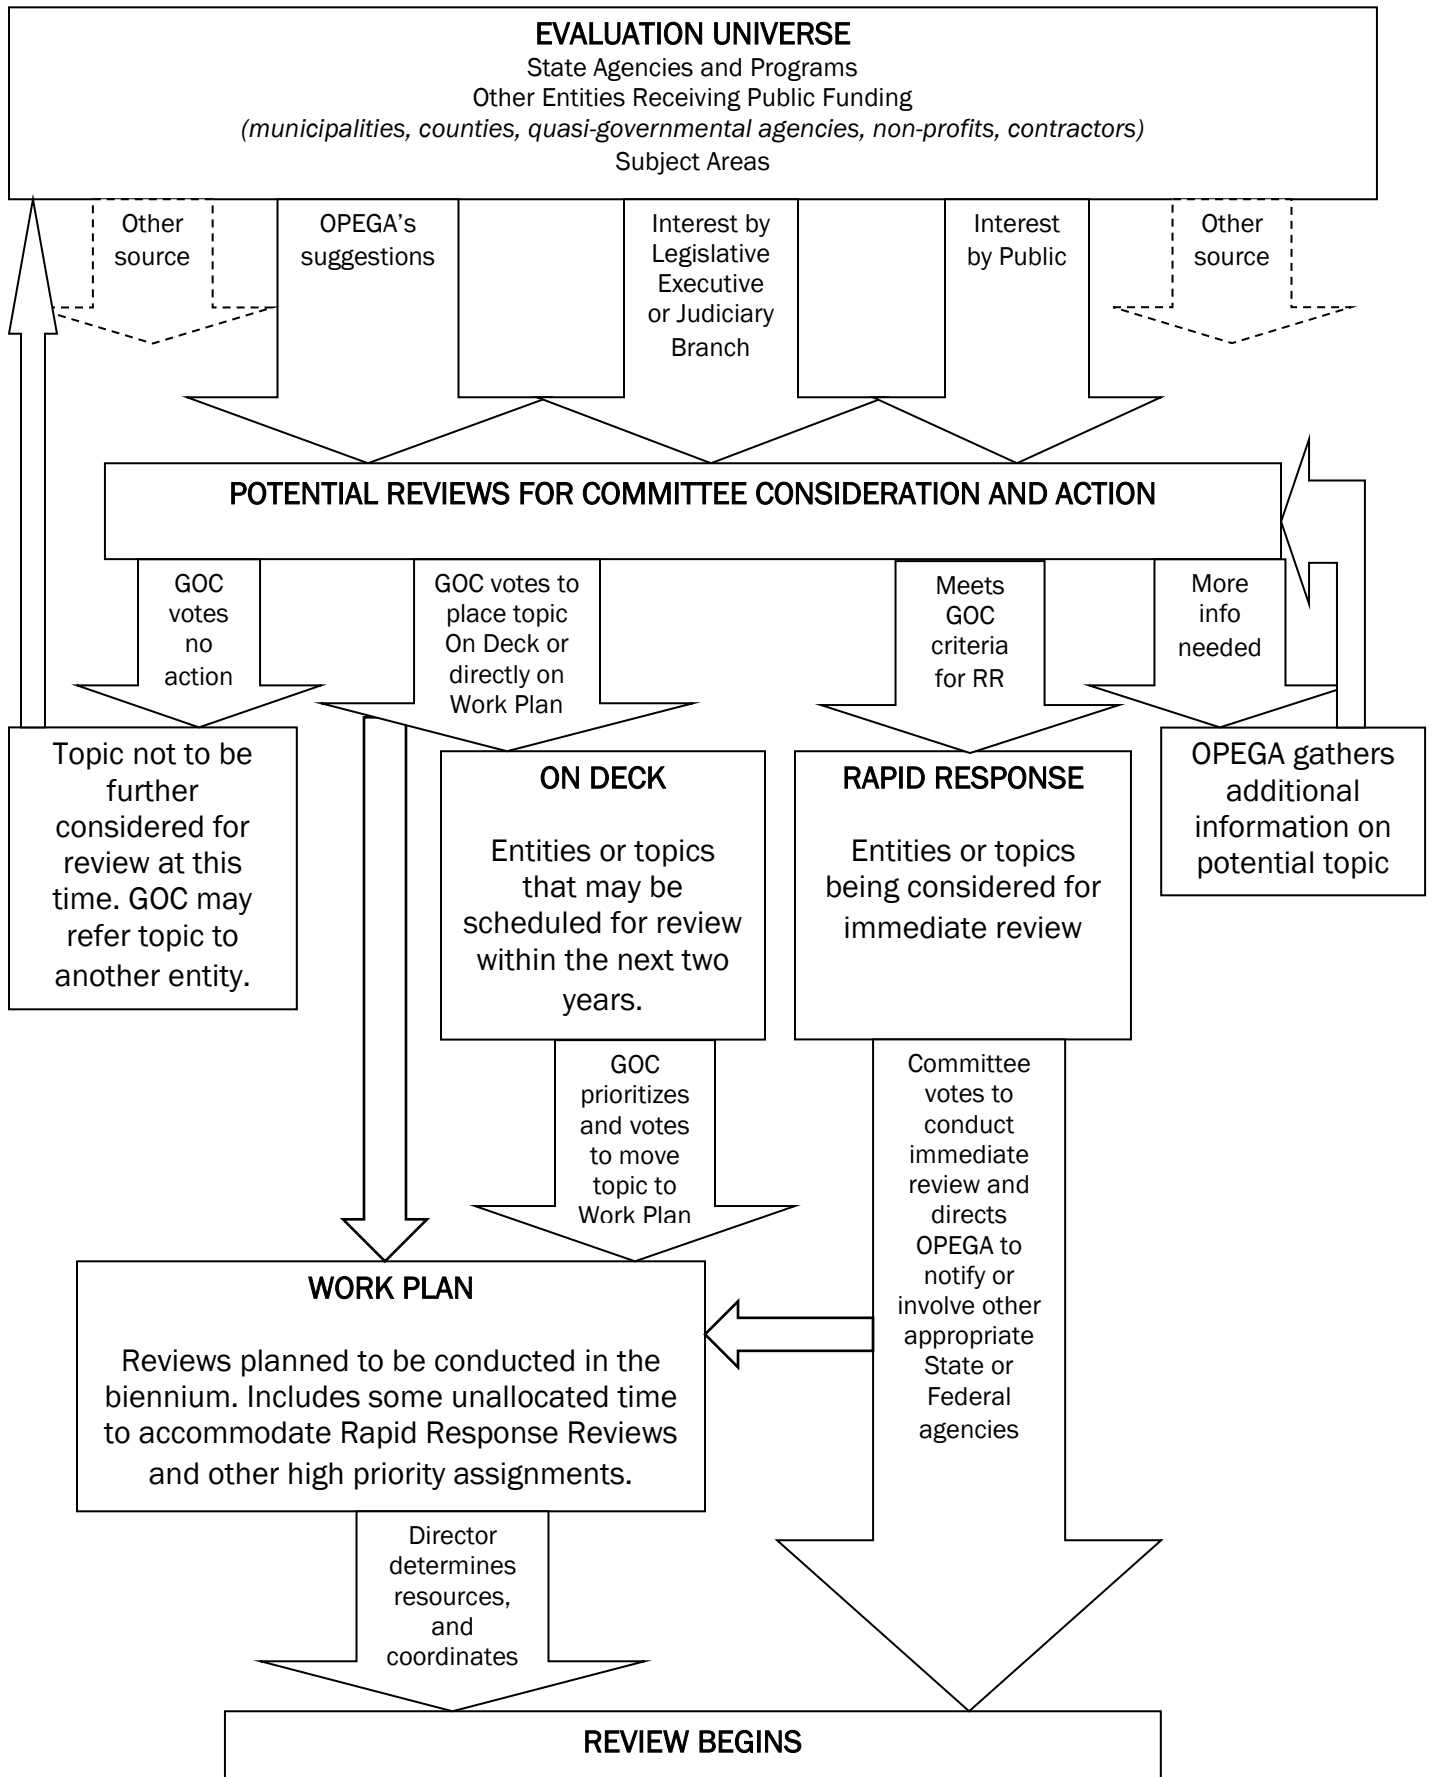 EVALUATION UNIVERSE
State Agencies and Programs
Other Entities Receiving Public Funding
(municipalities, counties, quasi-governmental agencies, non-profits, contractors)
Subject Areas
Other
source
OPEGA’s
suggestions
Interest by
Legislative
Executive
or Judiciary
Branch
Interest
by Public
Other
source
POTENTIAL REVIEWS FOR COMMITTEE CONSIDERATION AND ACTION
GOC
votes
no
action
GOC votes to
place topic
On Deck or
directly on
Work Plan
Meets
GOC
criteria
for RR
More
info
needed
Topic not to be
further
considered for
review at this
time. GOC may
refer topic to
another entity.
ON DECK
Entities or topics
that may be
scheduled for review
within the next two
years.
RAPID RESPONSE
Entities or topics
being considered for
immediate review
OPEGA gathers
additional
information on
potential topic
GOC
prioritizes
and votes
to move
topic to
Work Plan
Committee
votes to
conduct
immediate
review and
directs
OPEGA to
notify or
involve other
appropriate
State or
Federal
agencies
WORK PLAN
Reviews planned to be conducted in the
biennium. Includes some unallocated time
to accommodate Rapid Response Reviews
and other high priority assignments.
Director
determines
resources,
and
coordinates
REVIEW BEGINS